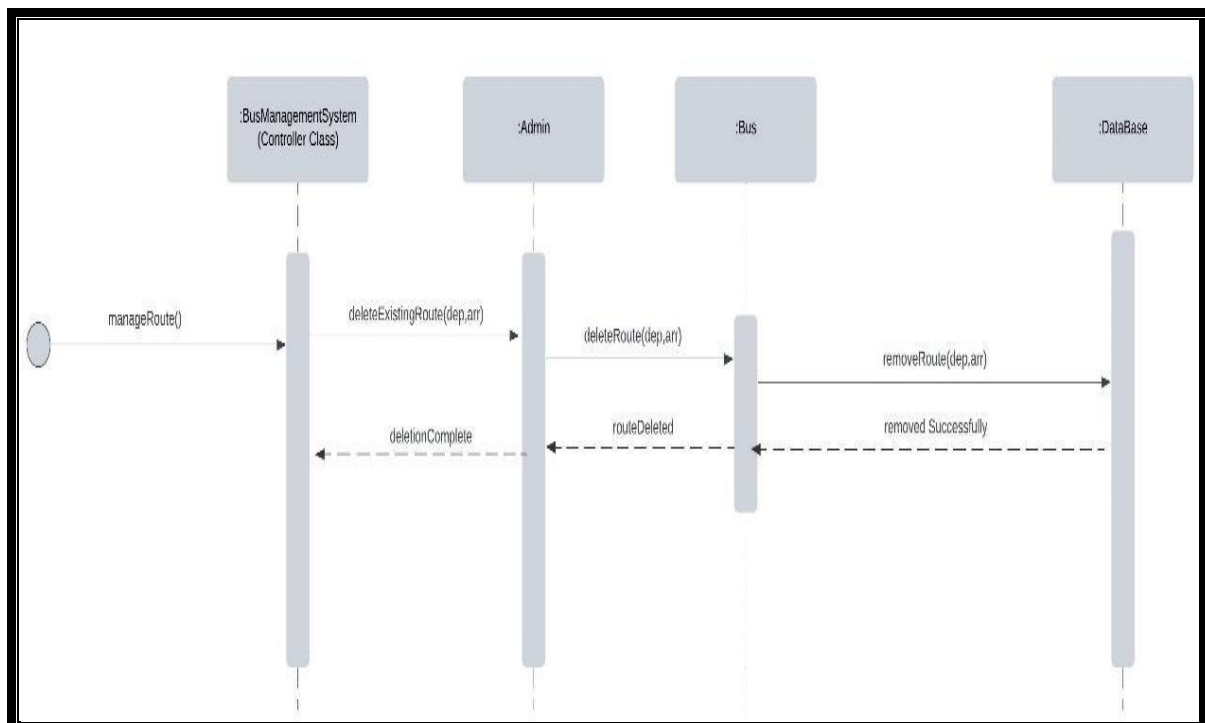 :BusManagementSystem
(Controller Class)
:Admin
:Bus
:DataBase
manageRoute()
deleteExistingRoute(dep,arr)
deleteRoute(dep,arr)
removeRoute(dep,arr)
deletionComplete
routeDeleted
removed Successfully